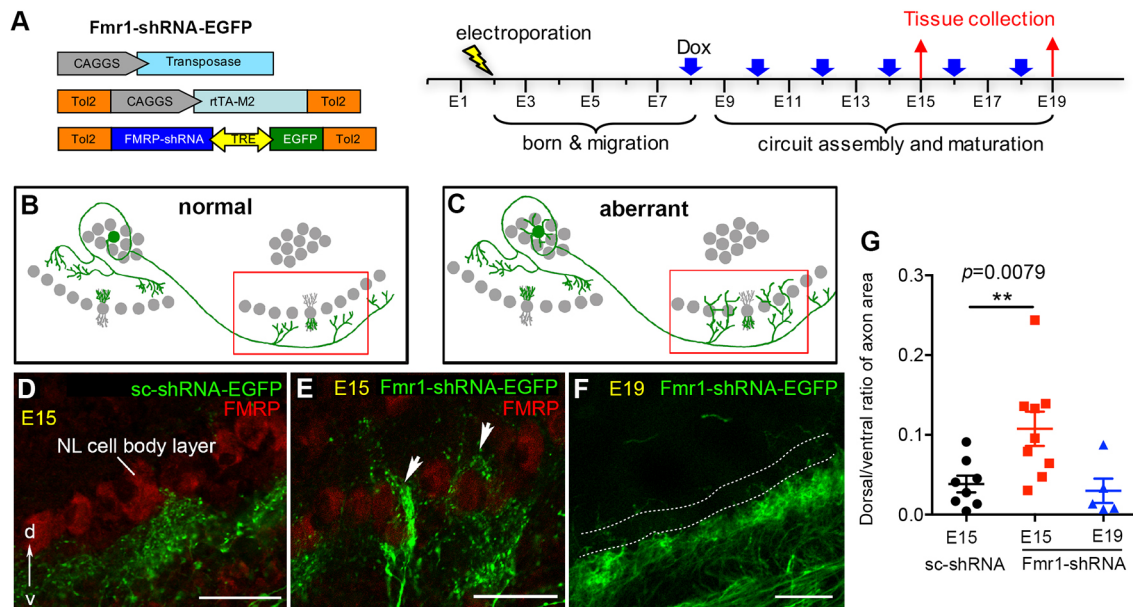 A
Fmr1-shRNA-EGFP
CAGGS Transposase
Tol2 CAGGS rtTA-M2 Tol2
Tol2 FMRP-shRNA TRE EGFP Tol2
Tissue collection
electroporation
Dox
E1 E3 E5 E7 E9 E11 E13 E15 E17 E19
born & migration
circuit assembly and maturation
B
normal
C
aberrant
D
sc-shRNA-EGFP
FMRP
E15
NL cell body layer
d
v
E
E15 Fmr1-shRNA-EGFP
FMRP
F
E19 Fmr1-shRNA-EGFP
G
Dorsal/ventral ratio of axon area
0.3
0.2
0.1
0.0
p=0.0079
**
E15 E15 E19
sc-shRNA Fmr1-shRNA